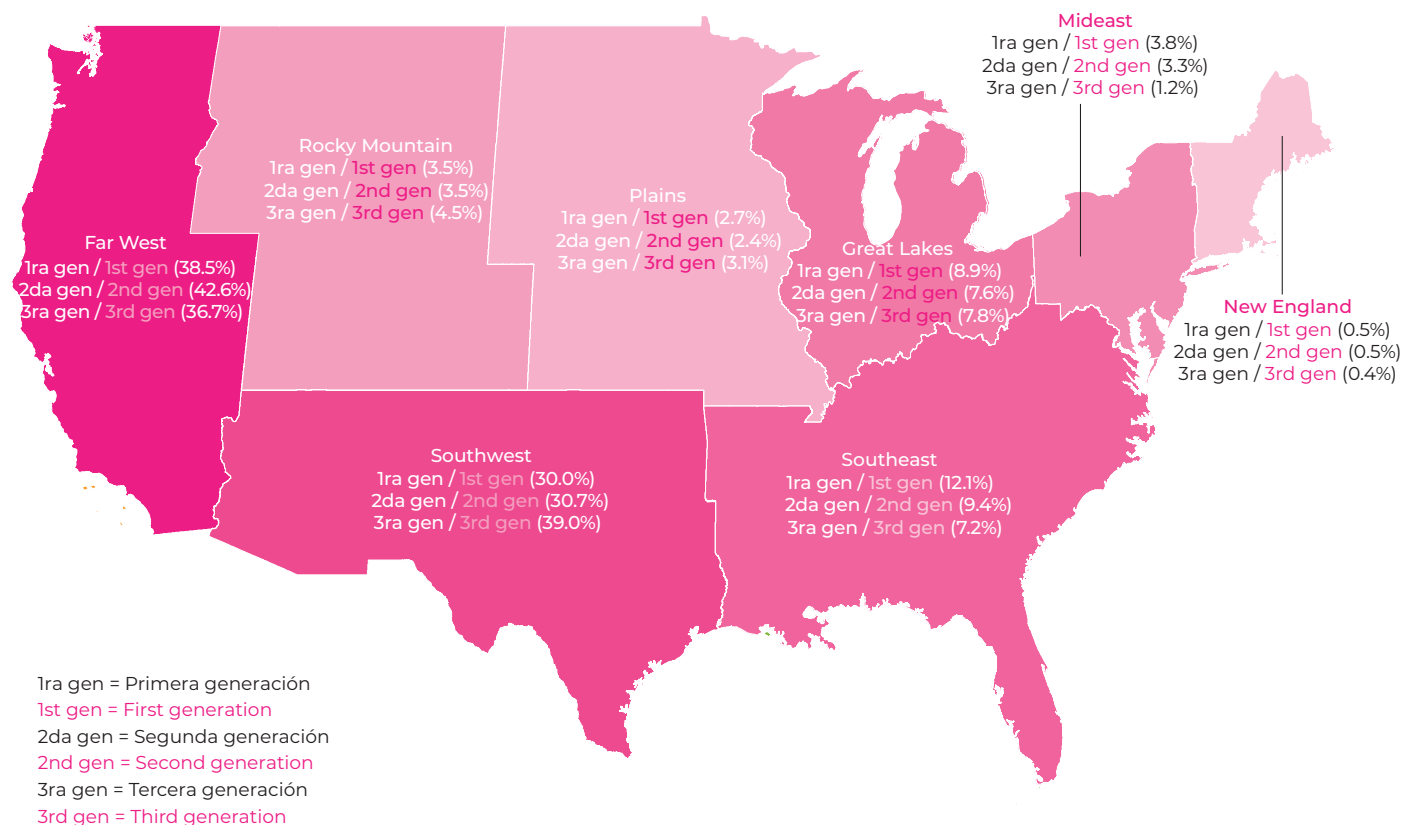 Mideast
1ra gen / 1st gen (3.8%)
2da gen / 2nd gen (3.3%)
3ra gen / 3rd gen (1.2%)
Rocky Mountain
1ra gen / 1st gen (3.5%)
2da gen / 2nd gen (3.5%)
3ra gen / 3rd gen (4.5%)
Plains
1ra gen / 1st gen (2.7%)
2da gen / 2nd gen (2.4%)
3ra gen / 3rd gen (3.1%)
Far West
1ra gen / 1st gen (38.5%)
2da gen / 2nd gen (42.6%)
3ra gen / 3rd gen (36.7%)
Great Lakes
1ra gen / 1st gen (8.9%)
2da gen / 2nd gen (7.6%)
3ra gen / 3rd gen (7.8%)
New England
1ra gen / 1st gen (0.5%)
2da gen / 2nd gen (0.5%)
3ra gen / 3rd gen (0.4%)
Southwest
1ra gen / 1st gen (30.0%)
2da gen / 2nd gen (30.7%)
3ra gen / 3rd gen (39.0%)
Southeast
1ra gen / 1st gen (12.1%)
2da gen / 2nd gen (9.4%)
3ra gen / 3rd gen (7.2%)
1ra gen = Primera generación
1st gen = First generation
2da gen = Segunda generación
2nd gen = Second generation
3ra gen = Tercera generación
3rd gen = Third generation